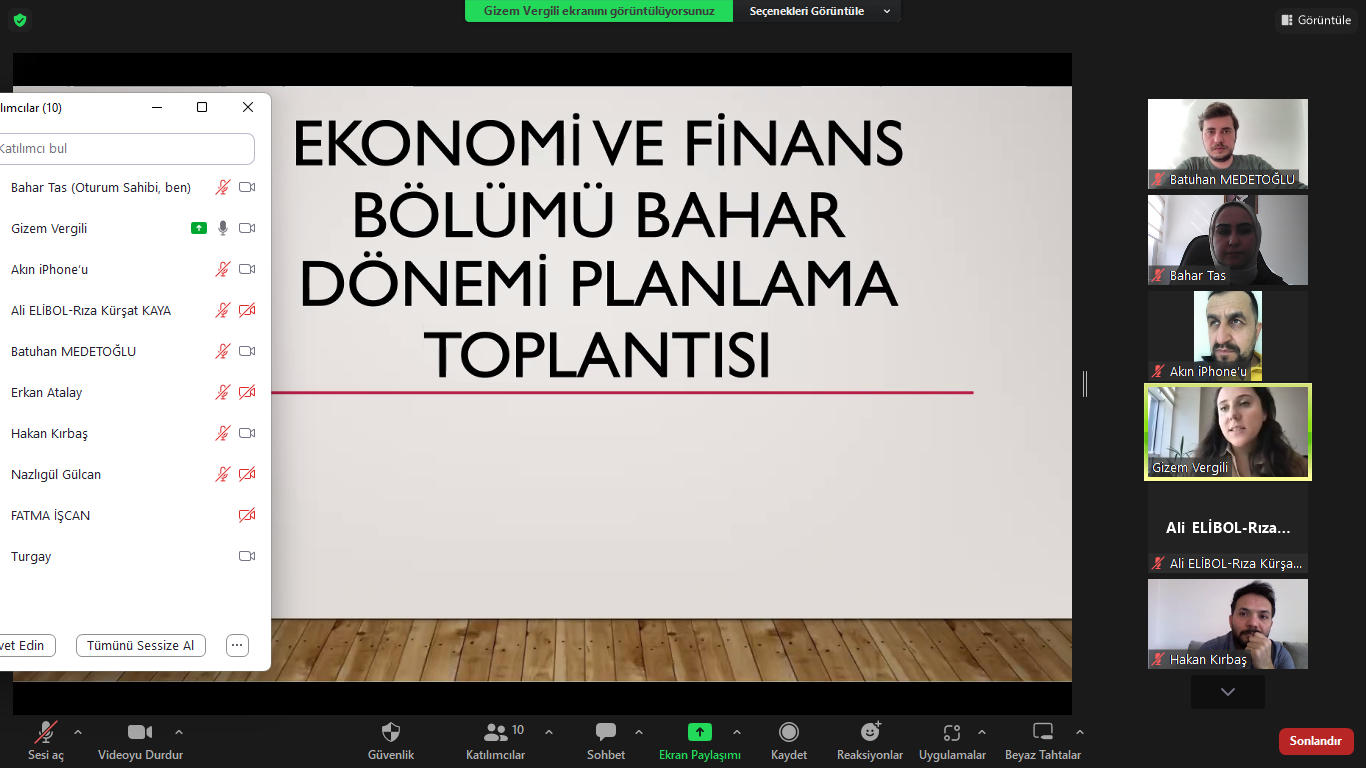 Gizem Vergili ekranını görüntülüyorsunuz
Seçenekleri Görüntüle
Görüntüle
lımcılar (10)
Katılımcı bul
Bahar Tas (Oturum Sahibi, ben)
Gizem Vergili
Akın iPhone'u
Ali ELİBOL-Rıza Kürşat KAYA
Batuhan MEDETOĞLU
Erkan Atalay
Hakan Kırbaş
Nazlıgül Gülcan
FATMA İŞCAN
Turgay
vet Edin
Tümünü Sessize Al
EKONOMİ VE FİNANS
BÖLÜMÜ BAHAR
DÖNEMİ PLANLAMA
TOPLANTISI
Batuhan MEDETOĞLU
Bahar Tas
Akın iPhone'u
Gizem Vergili
Ali ELİBOL-Rıza...
Ali ELİBOL-Rıza Kürşa...
Hakan Kırbaş
Sesi aç
Videoyu Durdur
Güvenlik
10
Katılımcılar
Sohbet
Ekran Paylaşımı
Kaydet
Reaksiyonlar
Uygulamalar
Beyaz Tahtalar
Sonlandır